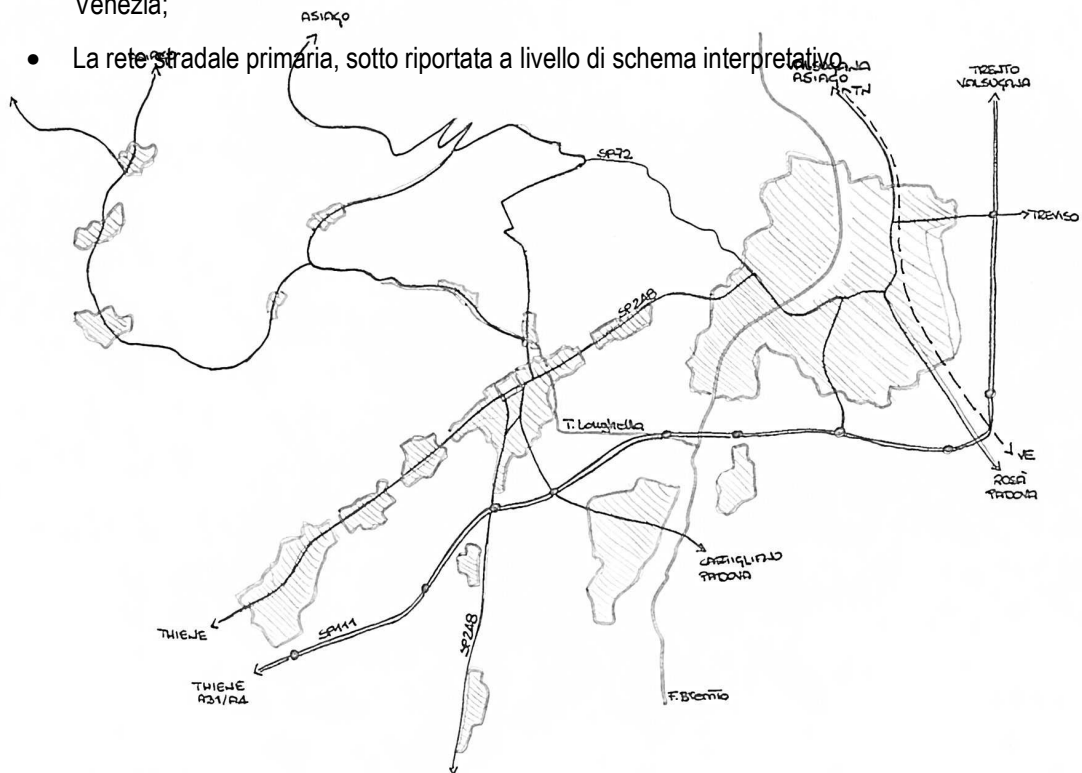 Venezia;
• La rete stradale primaria, sotto riportata a livello di schema interpretativo.
ASIAGO
VALSUGANA
ASIAGO
TN
TRENTO
VALSUGANA
SP72
TREVISO
SP248
T. Longhella
VE
ROSÀ
PADOVA
CARTIGLIANO
PADOVA
THIENE
SP111
SP248
THIENE
A31/A4
F. Brenta